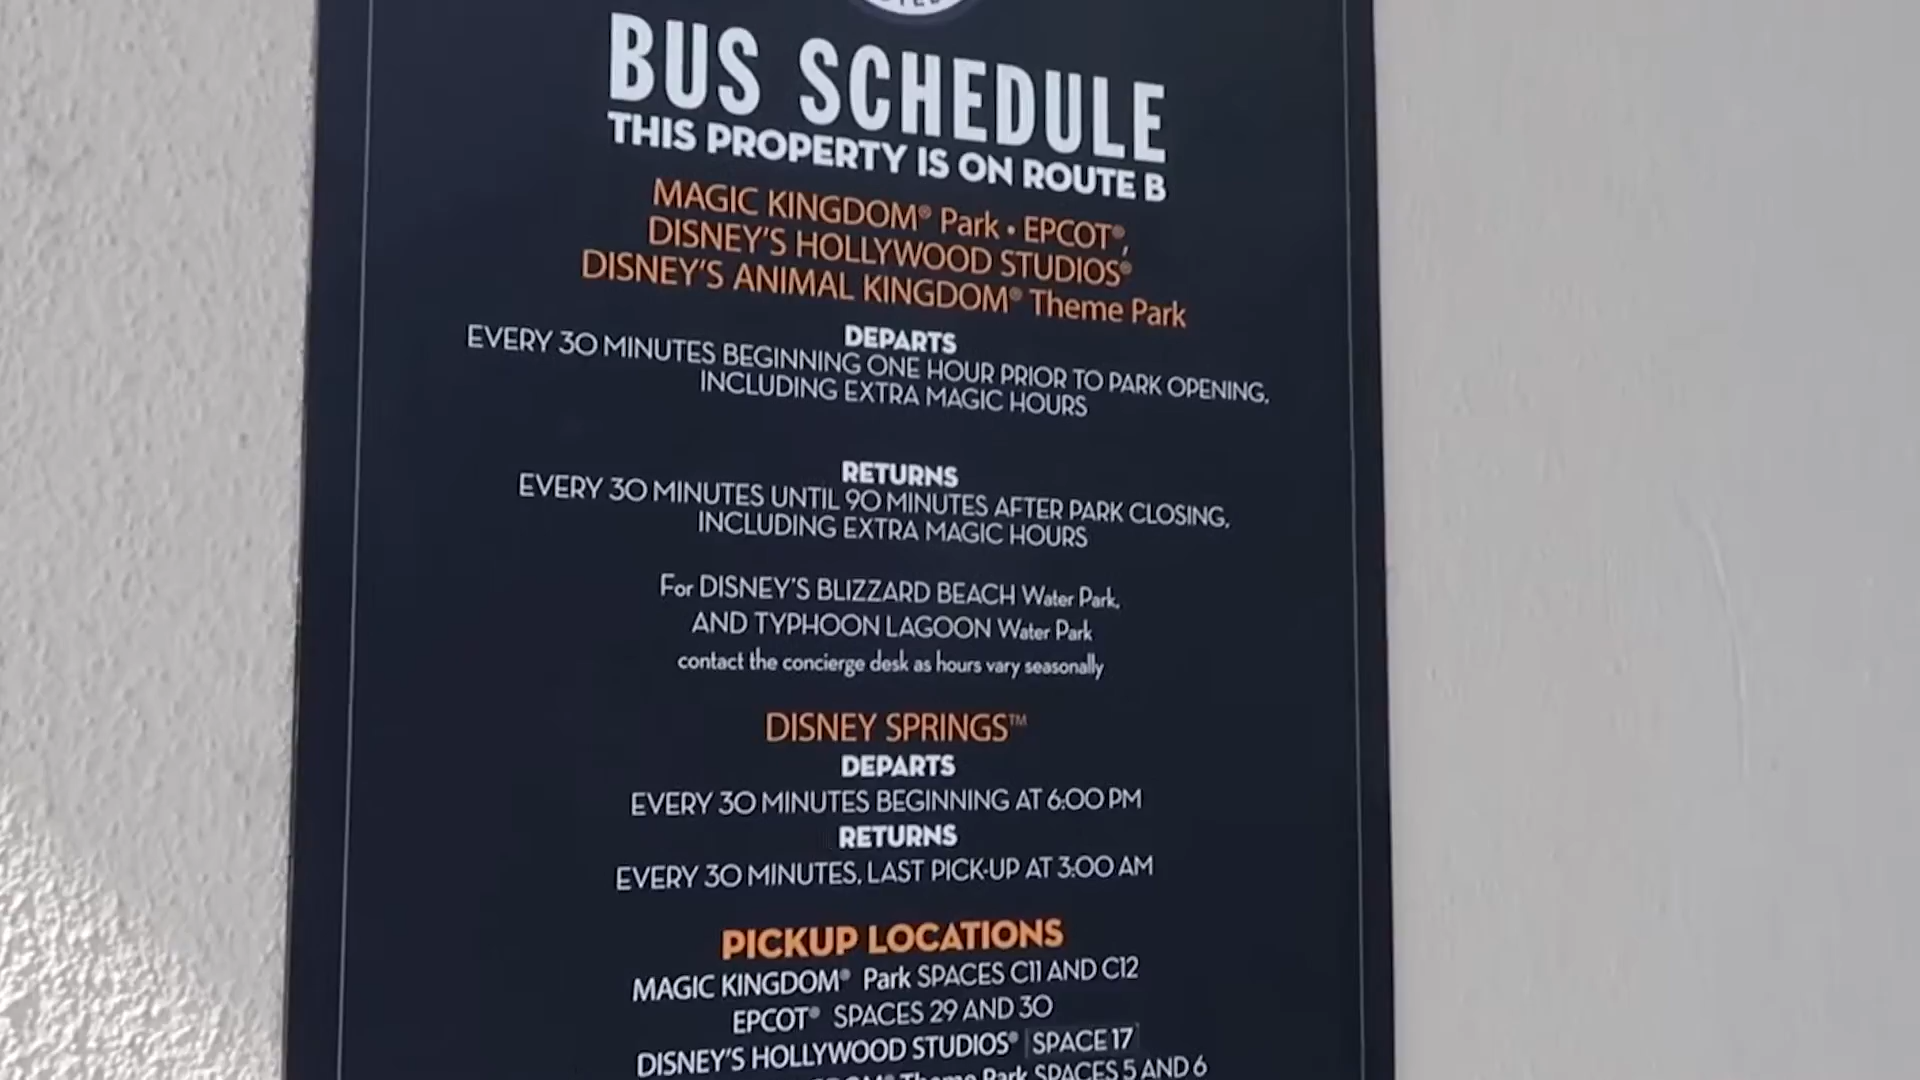 BUS SCHEDULE
THIS PROPERTY IS ON ROUTE B
MAGIC KINGDOM® Park • EPCOT®,
DISNEY'S HOLLYWOOD STUDIOS®
DISNEY'S ANIMAL KINGDOM® Theme Park
DEPARTS
EVERY 30 MINUTES BEGINNING ONE HOUR PRIOR TO PARK OPENING,
INCLUDING EXTRA MAGIC HOURS
RETURNS
EVERY 30 MINUTES UNTIL 90 MINUTES AFTER PARK CLOSING,
INCLUDING EXTRA MAGIC HOURS
For DISNEY'S BLIZZARD BEACH Water Park,
AND TYPHOON LAGOON Water Park
contact the concierge desk as hours vary seasonally
DISNEY SPRINGS™
DEPARTS
EVERY 30 MINUTES BEGINNING AT 6:00 PM
RETURNS
EVERY 30 MINUTES, LAST PICK-UP AT 3:00 AM
PICKUP LOCATIONS
MAGIC KINGDOM® Park SPACES C11 AND C12
EPCOT® SPACES 29 AND 30
DISNEY'S HOLLYWOOD STUDIOS® SPACE 17
Theme Park SPACES 5 AND 6